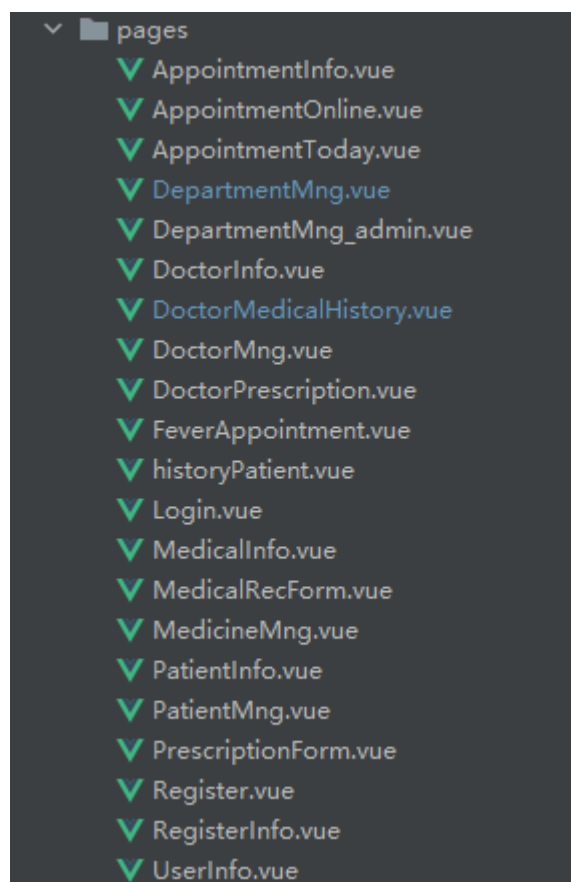 pages
AppointmentInfo.vue
AppointmentOnline.vue
AppointmentToday.vue
DepartmentMng.vue
DepartmentMng_admin.vue
DoctorInfo.vue
DoctorMedicalHistory.vue
DoctorMng.vue
DoctorPrescription.vue
FeverAppointment.vue
historyPatient.vue
Login.vue
MedicalInfo.vue
MedicalRecForm.vue
MedicineMng.vue
PatientInfo.vue
PatientMng.vue
PrescriptionForm.vue
Register.vue
RegisterInfo.vue
UserInfo.vue